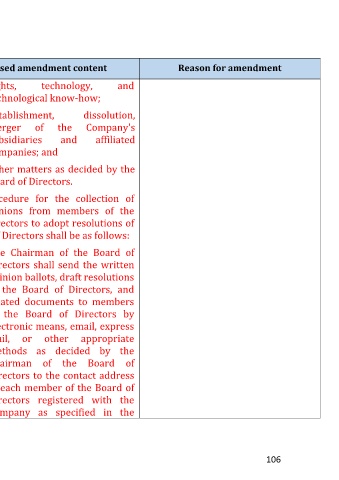 sed amendment content Reason for amendment
ghts, technology, and
chnological know-how;
tablishment, dissolution,
erger of the Company's
bsidiaries and affiliated
mpanies; and
her matters as decided by the
ard of Directors.
cedure for the collection of
nions from members of the
ectors to adopt resolutions of
f Directors shall be as follows:
e Chairman of the Board of
rectors shall send the written
inion ballots, draft resolutions
the Board of Directors, and
ated documents to members
the Board of Directors by
ectronic means, email, express
ail, or other appropriate
ethods as decided by the
airman of the Board of
rectors to the contact address
each member of the Board of
rectors registered with the
mpany as specified in the
106